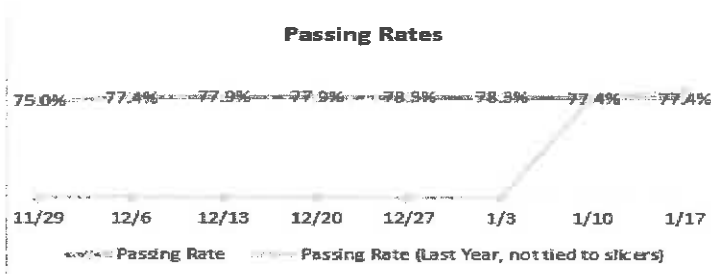 Passing Rates
75.0% 77.4% 77.9% 77.9% 78.9% 78.3% 77.4% 77.4%
11/29 12/6 12/13 12/20 12/27 1/3 1/10 1/17
Passing Rate Passing Rate (Last Year, not tied to slicers)